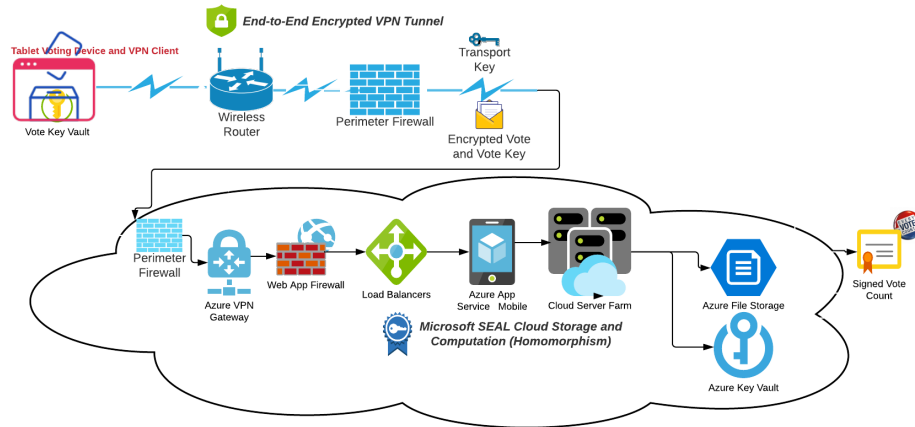 End-to-End Encrypted VPN Tunnel
Tablet Voting Device and VPN Client
Transport
Key
Vote Key Vault
Wireless
Router
Perimeter Firewall
Encrypted Vote
and Vote Key
Perimeter
Firewall
Azure VPN
Gateway
Web App Firewall
Load Balancers
Azure App
Service Mobile
Cloud Server Farm
Azure File Storage
VOTE
Signed Vote
Count
Microsoft SEAL Cloud Storage and
Computation (Homomorphism)
Azure Key Vault